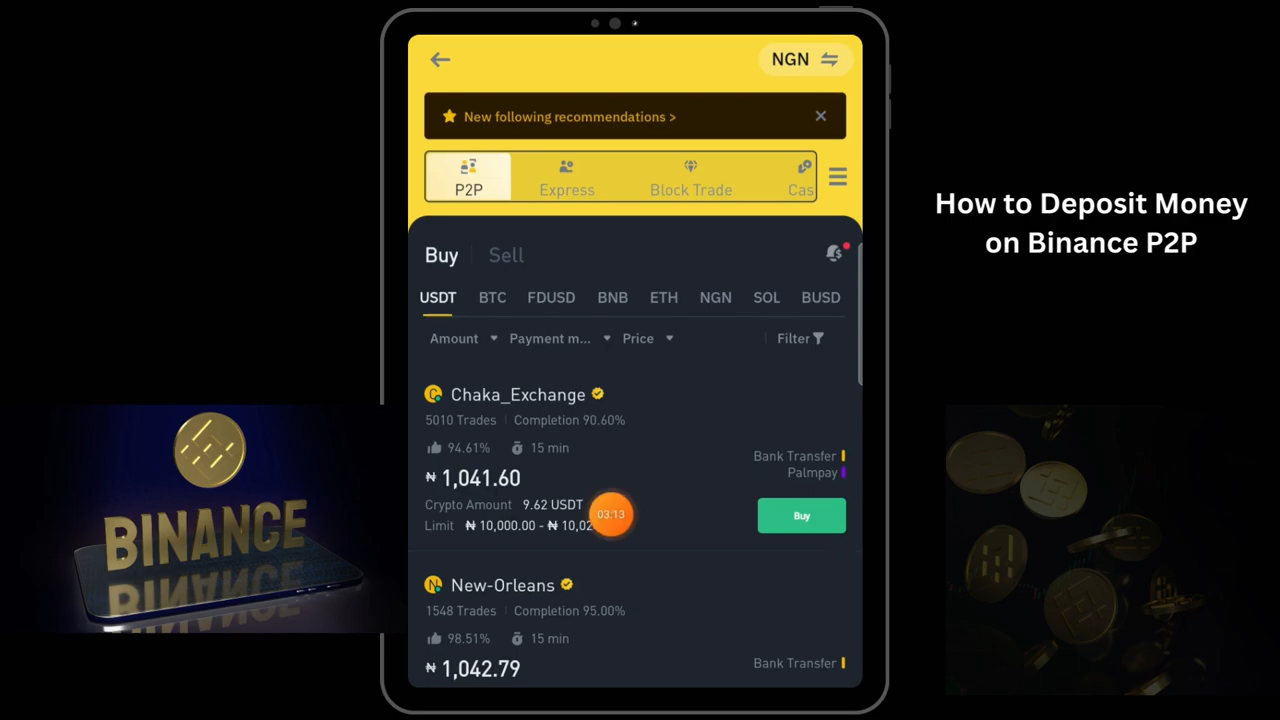 NGN
New following recommendations >
P2P
Express
Block Trade
Cas
How to Deposit Money
on Binance P2P
Buy
Sell
USDT
BTC
FDUSD
BNB
ETH
NGN
SOL
BUSD
Amount
Payment m...
Price
Filter
Chaka_Exchange
5010 Trades
Completion 90.60%
94.61%
15 min
Bank Transfer
Palmpay
₦ 1,041.60
Crypto Amount 9.62 USDT
Limit ₦ 10,000.00 - ₦ 10,02
03:13
Buy
BINANCE
New-Orleans
1548 Trades
Completion 95.00%
98.51%
15 min
₦ 1,042.79
Bank Transfer